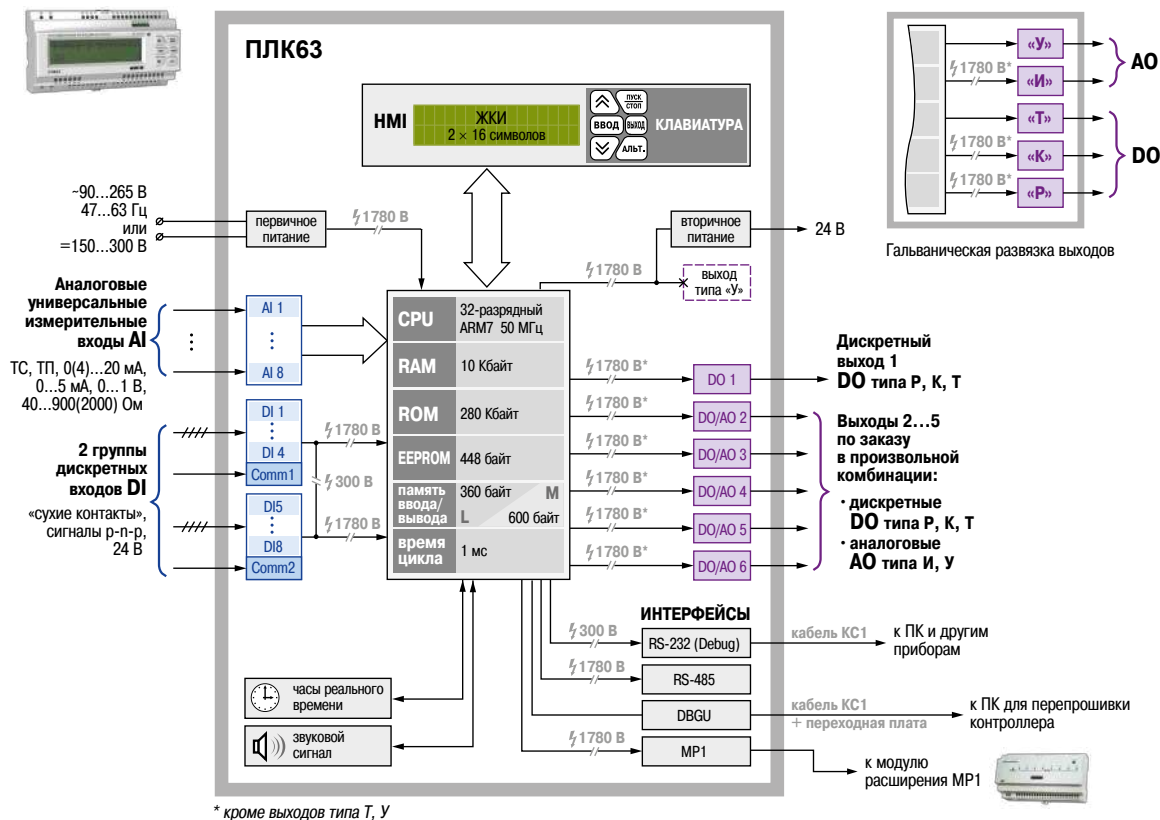 ПЛК63
HMI
ЖКИ
2 × 16 символов
ПУСК
СТОП
ВВОД
ВЫХОД
АЛЬТ.
КЛАВИАТУРА
«У»
1780 В*
«И»
АО
«Т»
1780 В*
«К»
1780 В*
«Р»
DO
Гальваническая развязка выходов
~90...265 В
47...63 Гц
или
=150...300 В
первичное
питание
1780 В
вторичное
питание
24 В
1780 В
выход
типа «У»
Аналоговые
универсальные
измерительные
входы AI
ТС, ТП, 0(4)...20 мА,
0...5 мА, 0...1 В,
40...900(2000) Ом
AI 1
AI 8
2 группы
дискретных
входов DI
«сухие контакты»,
сигналы p-n-p,
24 В
DI 1
DI 4
Comm1
DI5
DI8
Comm2
1780 В
300 В
1780 В
CPU
32-разрядный
ARM7 50 МГц
RAM
10 Кбайт
ROM
280 Кбайт
EEPROM
448 байт
память
ввода/
вывода
360 байт
M
L
600 байт
время
цикла
1 мс
1780 В*
DO 1
1780 В*
DO/AO 2
1780 В*
DO/AO 3
1780 В*
DO/AO 4
1780 В*
DO/AO 5
1780 В*
DO/AO 6
Дискретный
выход 1
DO типа Р, К, Т
Выходы 2...5
по заказу
в произвольной
комбинации:
· дискретные
DO типа Р, К, Т
· аналоговые
АО типа И, У
ИНТЕРФЕЙСЫ
300 В
RS-232 (Debug)
кабель КС1
к ПК и другим
приборам
1780 В
RS-485
DBGU
кабель КС1
+ переходная плата
к ПК для перепрошивки
контроллера
1780 В
МР1
к модулю
расширения МР1
часы реального
времени
звуковой
сигнал
* кроме выходов типа Т, У